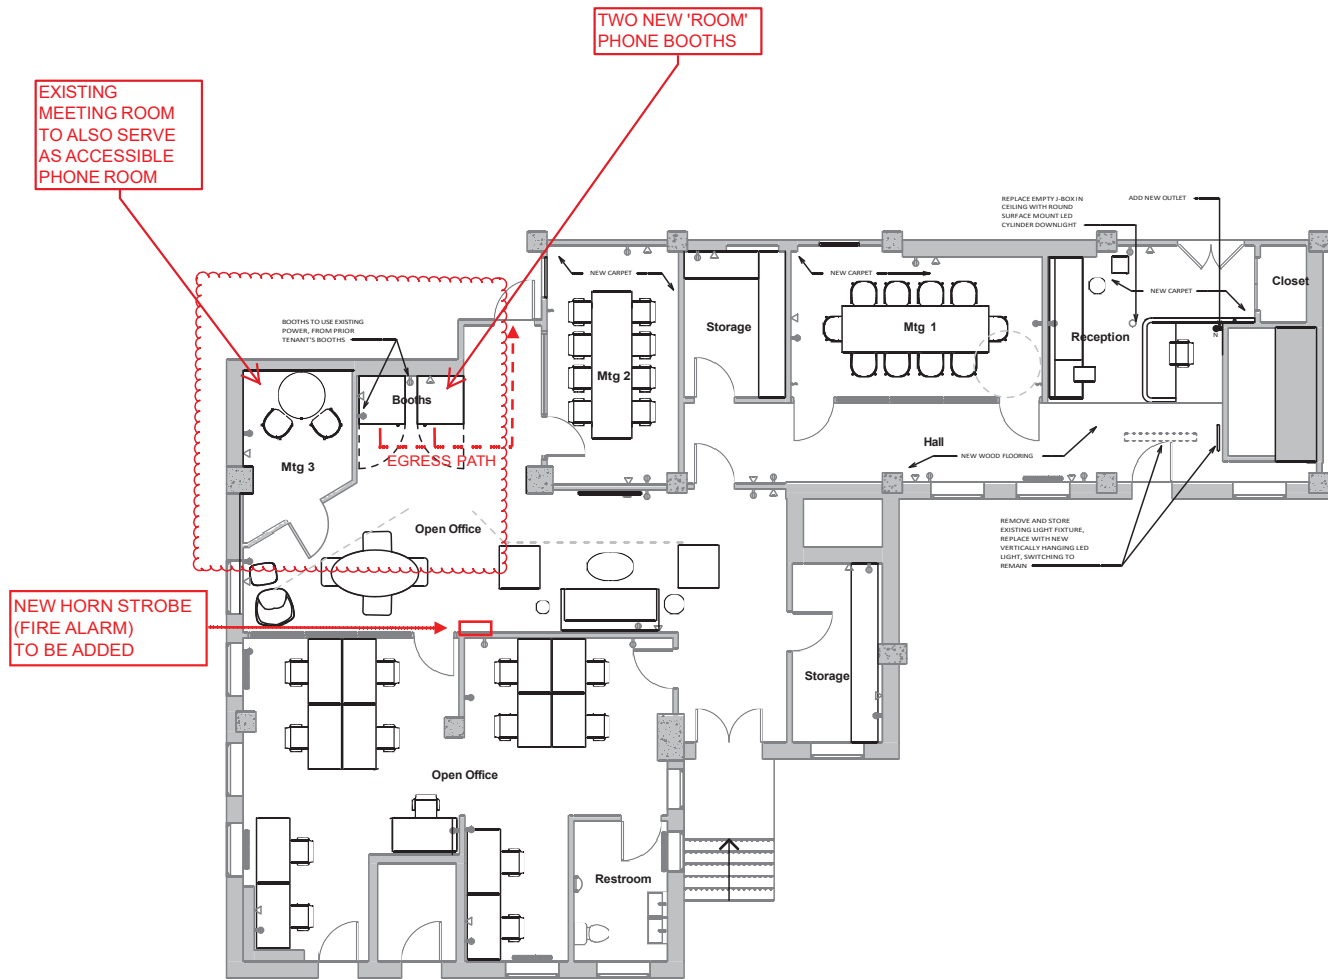 TWO NEW 'ROOM'
PHONE BOOTHS
EXISTING
MEETING ROOM
TO ALSO SERVE
AS ACCESSIBLE
PHONE ROOM
REPLACE EMPTY J-BOX IN
CEILING WITH ROUND
SURFACE MOUNT LED
CYLINDER DOWNLIGHT
ADD NEW OUTLET
NEW CARPET
NEW CARPET
NEW CARPET
Closet
BOOTHS TO USE EXISTING
POWER, FROM PRIOR
TENANT'S BOOTHS
Storage
Mtg 1
Reception
N
Mtg 2
Booths
Hall
EGRESS PATH
NEW WOOD FLOORING
Mtg 3
Open Office
REMOVE AND STORE
EXISTING LIGHT FIXTURE,
REPLACE WITH NEW
VERTICALLY HANGING LED
LIGHT, SWITCHING TO
REMAIN
NEW HORN STROBE
(FIRE ALARM)
TO BE ADDED
Storage
Open Office
Restroom